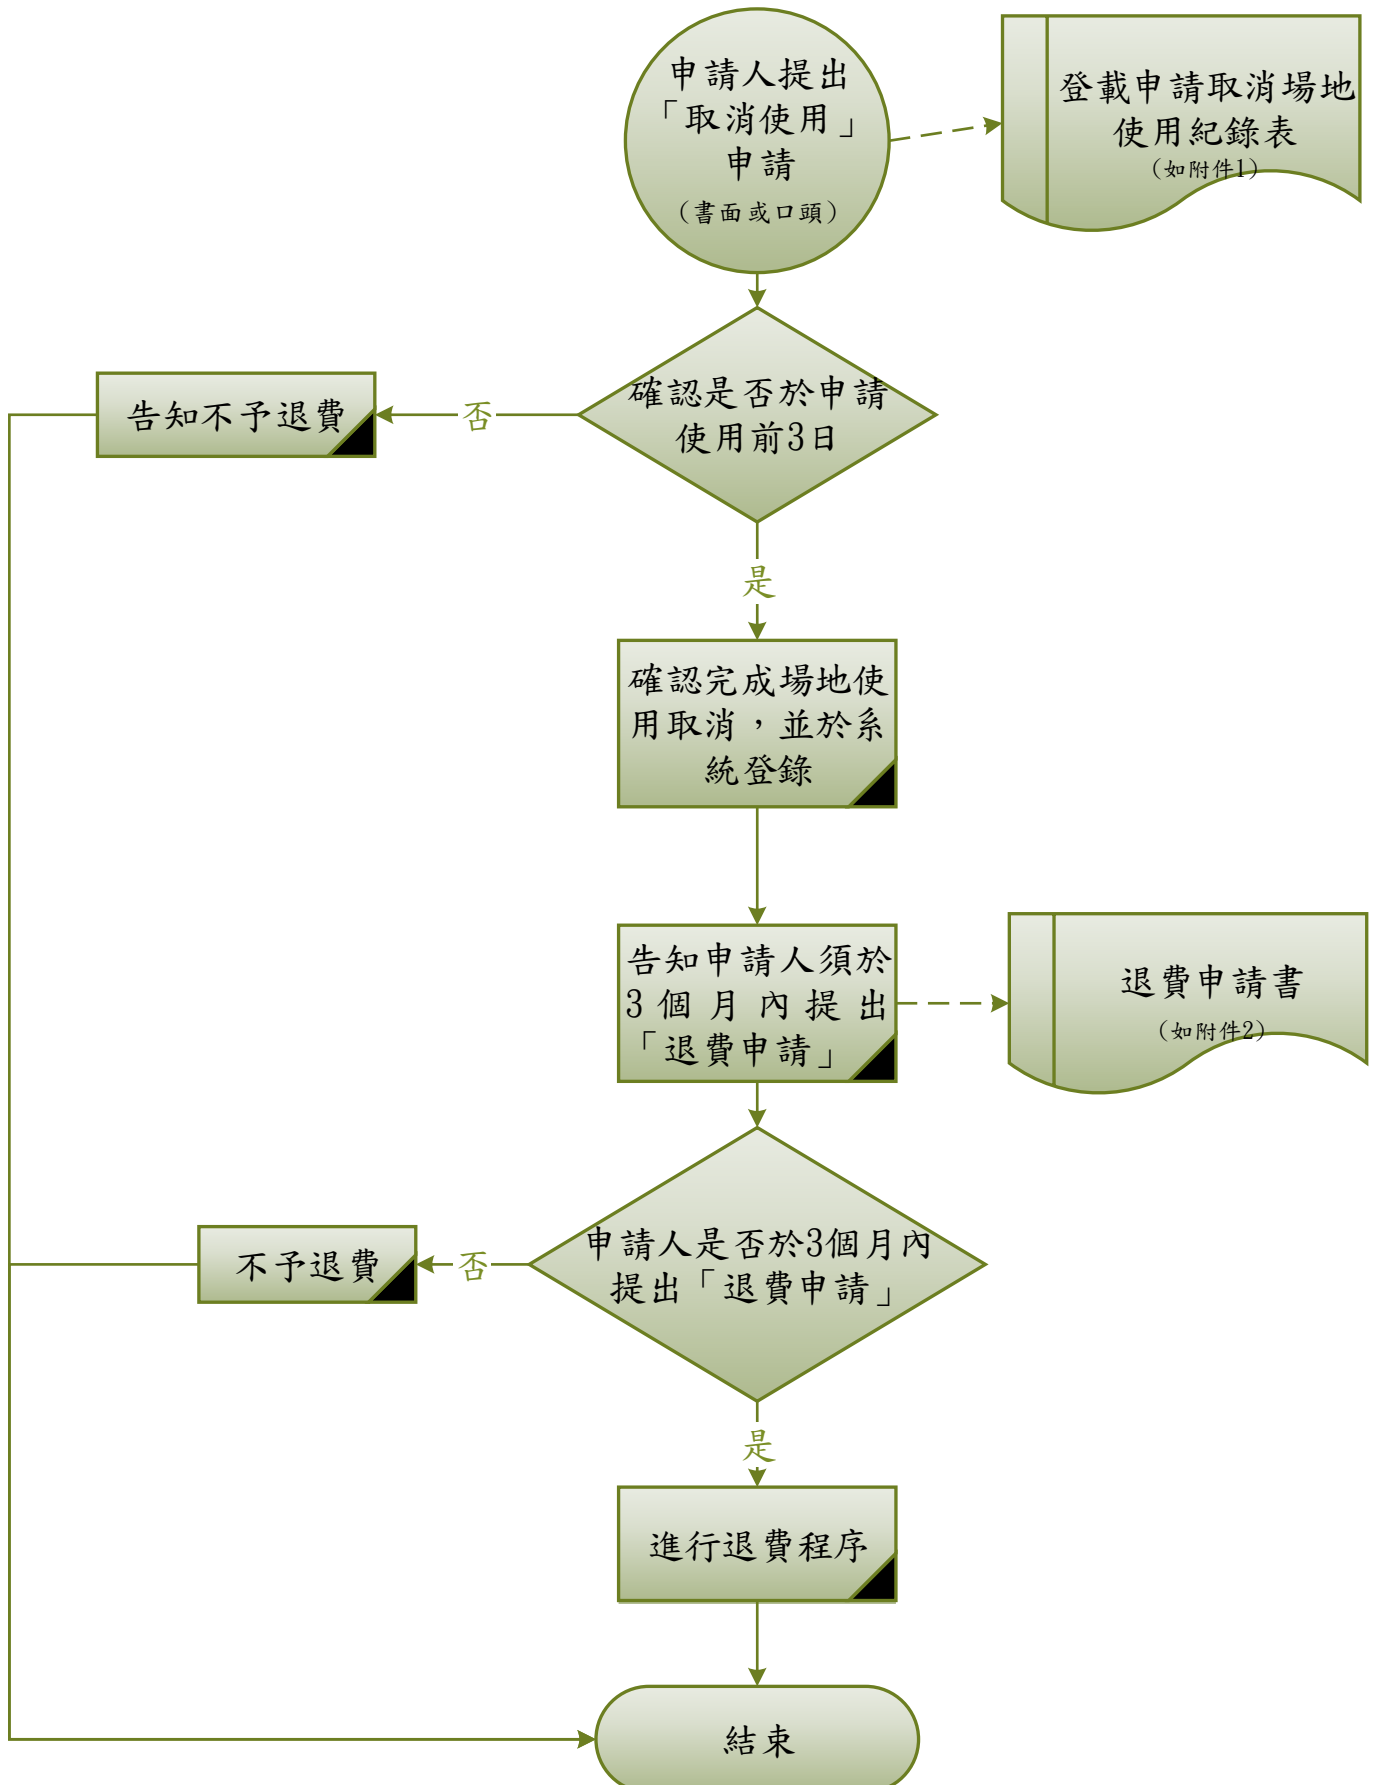 申請人提出
「取消使用」
申請
（書面或口頭）
登載申請取消場地
使用紀錄表
（如附件1）
確認是否於申請
使用前3日
否
告知不予退費
是
確認完成場地使
用取消，並於系
統登錄
告知申請人須於
3個月內提出
「退費申請」
退費申請書
（如附件2）
申請人是否於3個月內
提出「退費申請」
否
不予退費
是
進行退費程序
結束